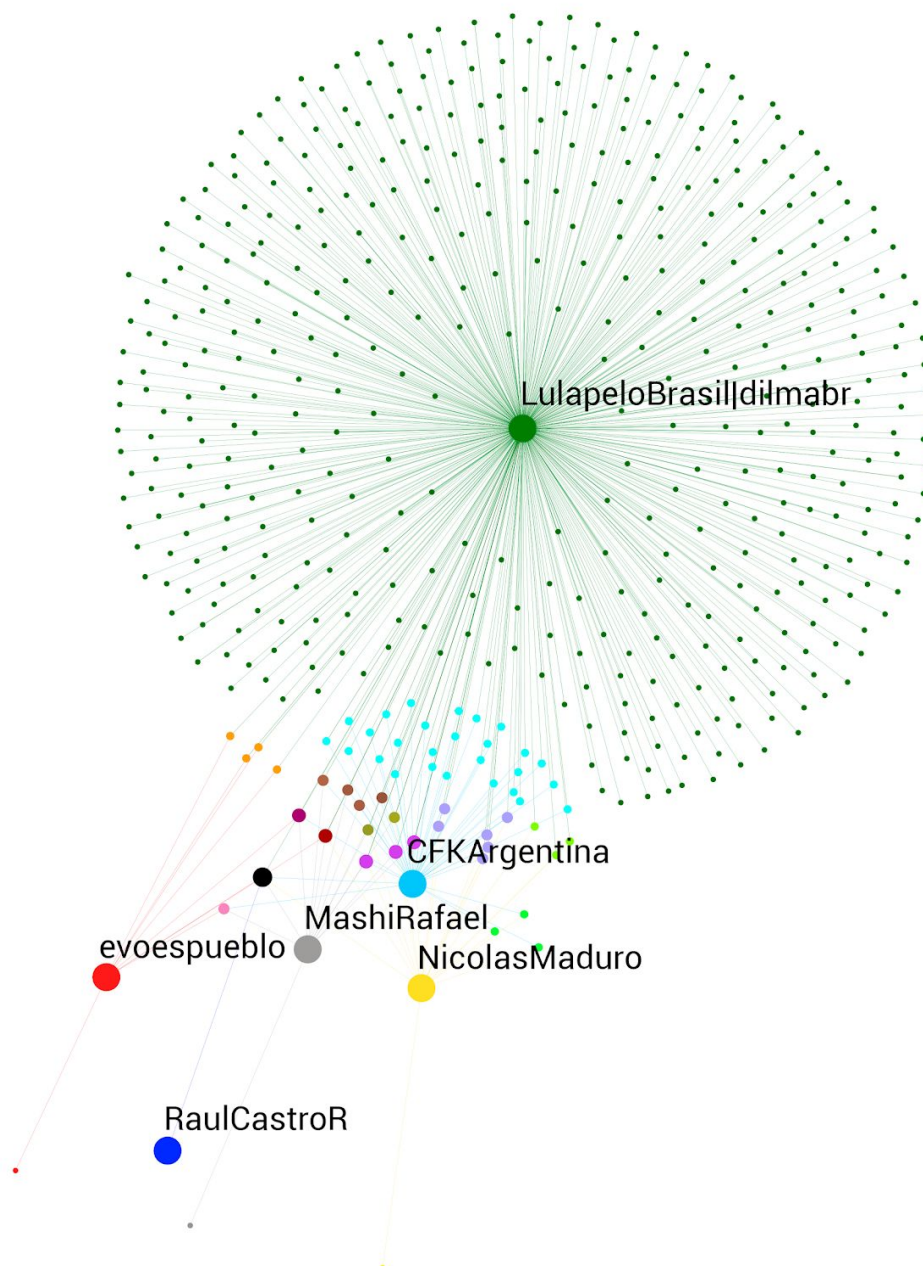 LulapeloBrasil|dilmabr
CFKArgentina
MashiRafael
evoespueblo
NicolasMaduro
RaulCastroR